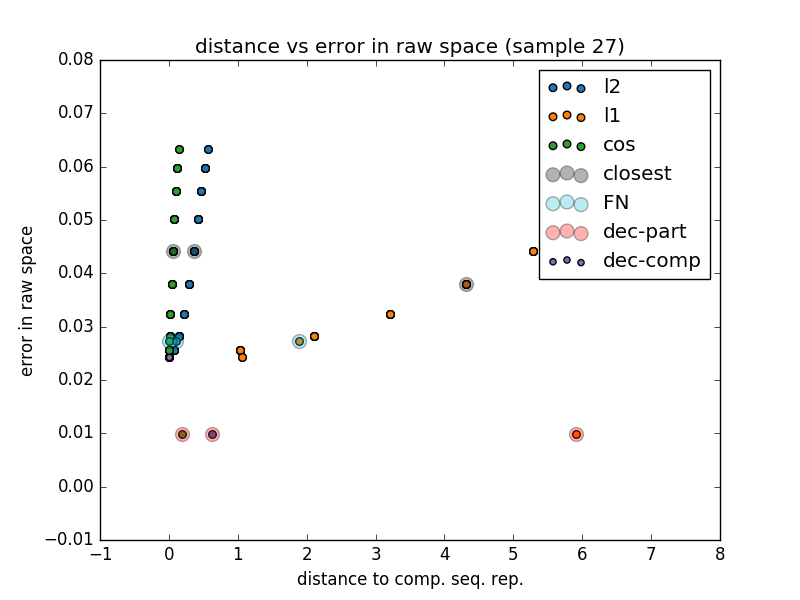 distance vs error in raw space (sample 27)
0.08
0.07
0.06
0.05
0.04
0.03
0.02
0.01
0.00
−0.01
error in raw space
l2
l1
cos
closest
FN
dec-part
dec-comp
−1 0 1 2 3 4 5 6 7 8
distance to comp. seq. rep.